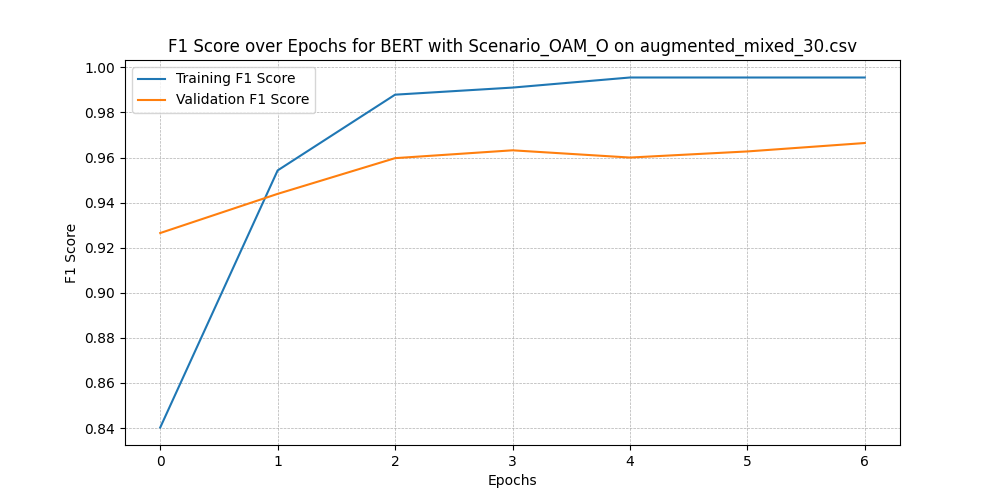 F1 Score over Epochs for BERT with Scenario_OAM_O on augmented_mixed_30.csv
Training F1 Score
Validation F1 Score
F1 Score
1.00
0.98
0.96
0.94
0.92
0.90
0.88
0.86
0.84
0 1 2 3 4 5 6
Epochs